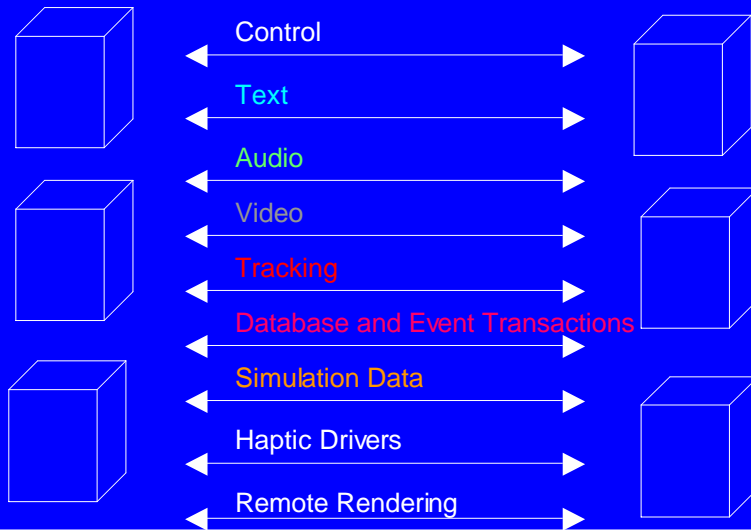 Control
Text
Audio
Video
Tracking
Database and Event Transactions
Simulation Data
Haptic Drivers
Remote Rendering